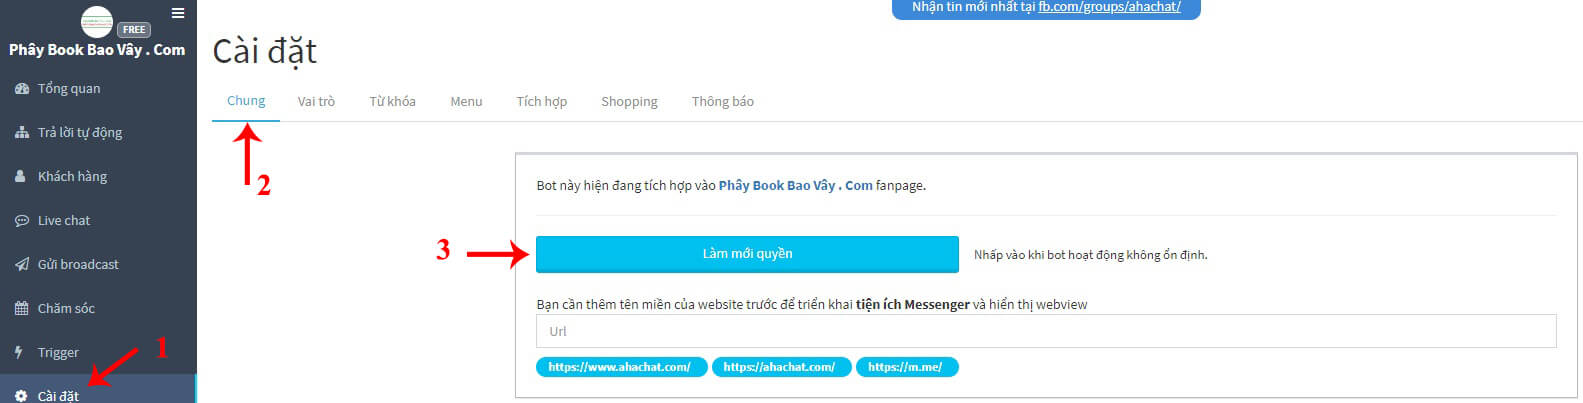 Nhận tin mới nhất tại fb.com/groups/ahachat/
FREE
Phây Book Bao Vây . Com
Tổng quan
Trả lời tự động
Khách hàng
Live chat
Gửi broadcast
Chăm sóc
Trigger
1
Cài đặt
Cài đặt
Chung Vai trò Từ khóa Menu Tích hợp Shopping Thông báo
2
Bot này hiện đang tích hợp vào Phây Book Bao Vây . Com fanpage.
3
Làm mới quyền
Nhấp vào khi bot hoạt động không ổn định.
Bạn cần thêm tên miền của website trước để triển khai tiện ích Messenger và hiển thị webview
Url
https://www.ahachat.com/ https://ahachat.com/ https://m.me/